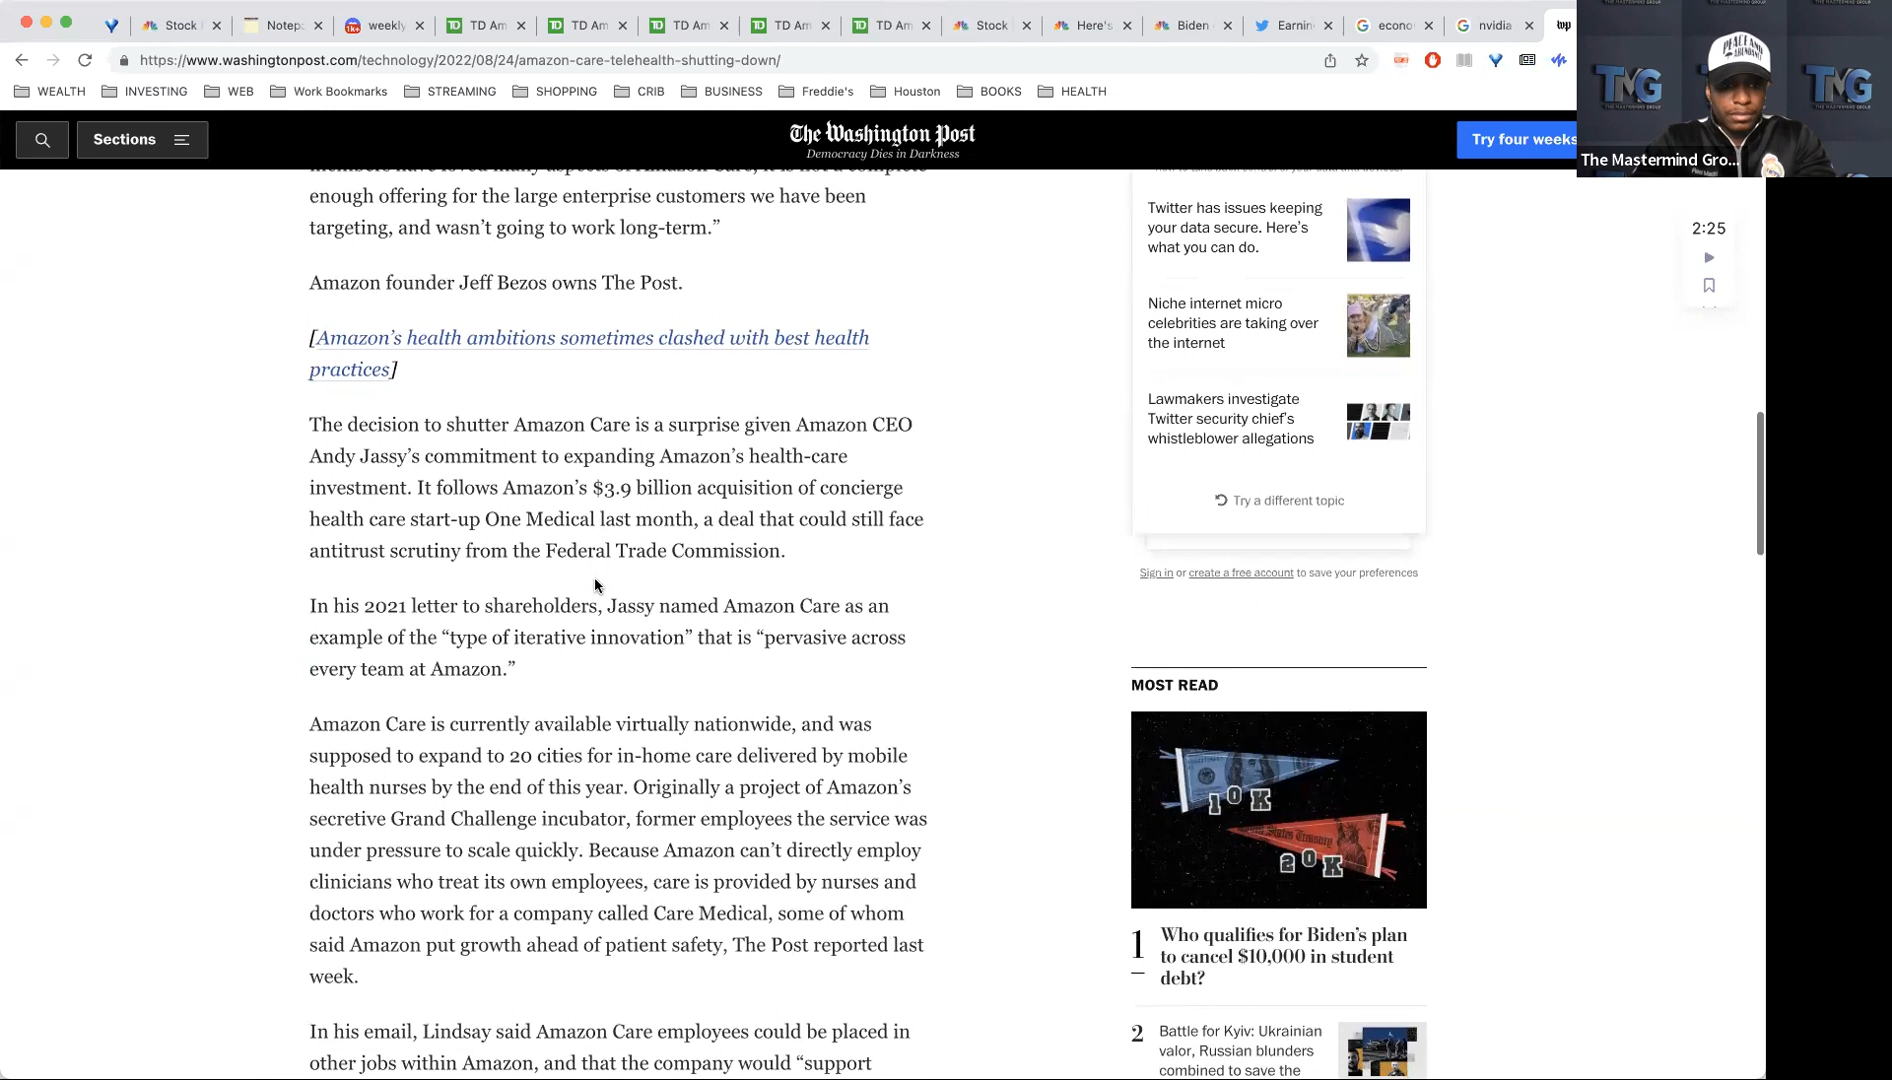 Stock
Notep
weekly
TD Am
TD Am
TD Am
TD Am
TD Am
Stock
Here's
Biden
Earnin
econo
nvidia
https://www.washingtonpost.com/technology/2022/08/24/amazon-care-telehealth-shutting-down/
WEALTH
INVESTING
WEB
Work Bookmarks
STREAMING
SHOPPING
CRIB
BUSINESS
Freddie's
Houston
BOOKS
HEALTH
Sections
The Washington Post
Democracy Dies in Darkness
Try four weeks
PEACE AND
ABUNDANCE
TMG
TMG
The Mastermind Gro...
members have loved many aspects of Amazon Care, it is not a complete
enough offering for the large enterprise customers we have been
targeting, and wasn’t going to work long-term.”
Amazon founder Jeff Bezos owns The Post.
[Amazon’s health ambitions sometimes clashed with best health
practices]
The decision to shutter Amazon Care is a surprise given Amazon CEO
Andy Jassy’s commitment to expanding Amazon’s health-care
investment. It follows Amazon’s $3.9 billion acquisition of concierge
health care start-up One Medical last month, a deal that could still face
antitrust scrutiny from the Federal Trade Commission.
In his 2021 letter to shareholders, Jassy named Amazon Care as an
example of the “type of iterative innovation” that is “pervasive across
every team at Amazon.”
Amazon Care is currently available virtually nationwide, and was
supposed to expand to 20 cities for in-home care delivered by mobile
health nurses by the end of this year. Originally a project of Amazon’s
secretive Grand Challenge incubator, former employees the service was
under pressure to scale quickly. Because Amazon can’t directly employ
clinicians who treat its own employees, care is provided by nurses and
doctors who work for a company called Care Medical, some of whom
said Amazon put growth ahead of patient safety, The Post reported last
week.
In his email, Lindsay said Amazon Care employees could be placed in
other jobs within Amazon, and that the company would “support
Twitter has issues keeping
your data secure. Here’s
what you can do.
Niche internet micro
celebrities are taking over
the internet
Lawmakers investigate
Twitter security chief’s
whistleblower allegations
Try a different topic
Sign in or create a free account to save your preferences
MOST READ
10K
20K
1
Who qualifies for Biden’s plan
to cancel $10,000 in student
debt?
2
Battle for Kyiv: Ukrainian
valor, Russian blunders
combined to save the
2:25